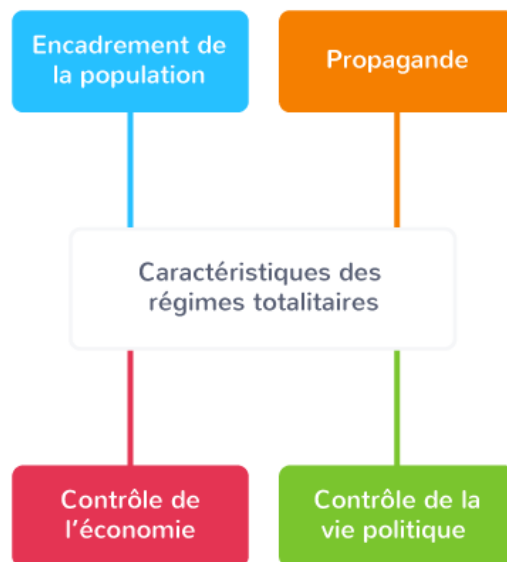 Encadrement de
la population
Propagande
Caractéristiques des
régimes totalitaires
Contrôle de
l'économie
Contrôle de la
vie politique